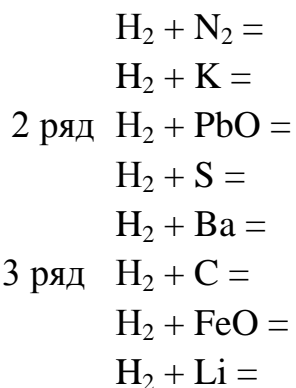 H₂ + N₂ =
H₂ + K =
2 ряд H₂ + PbO =
H₂ + S =
H₂ + Ba =
3 ряд H₂ + C =
H₂ + FeO =
H₂ + Li =